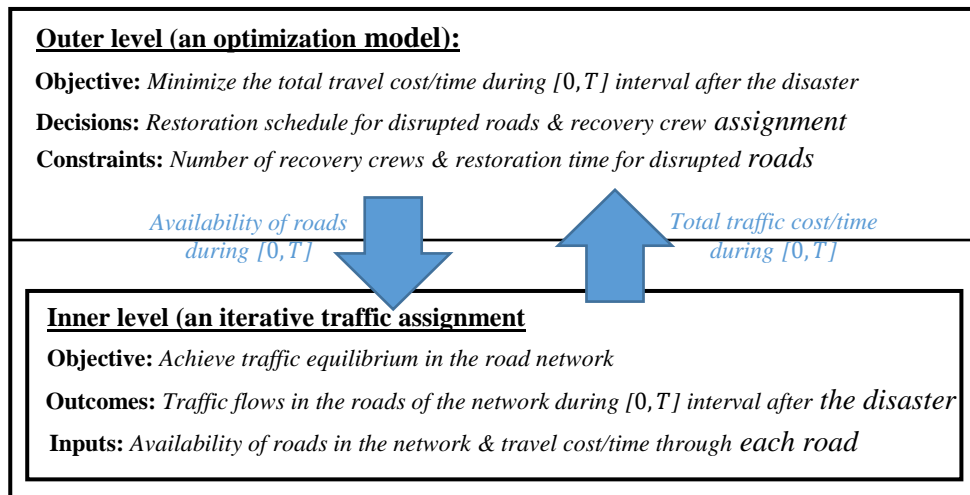 Outer level (an optimization model):
Objective: Minimize the total travel cost/time during [0,T] interval after the disaster
Decisions: Restoration schedule for disrupted roads & recovery crew assignment
Constraints: Number of recovery crews & restoration time for disrupted roads
Availability of roads
during [0,T]
Total traffic cost/time
during [0,T]
Inner level (an iterative traffic assignment
Objective: Achieve traffic equilibrium in the road network
Outcomes: Traffic flows in the roads of the network during [0,T] interval after the disaster
Inputs: Availability of roads in the network & travel cost/time through each road